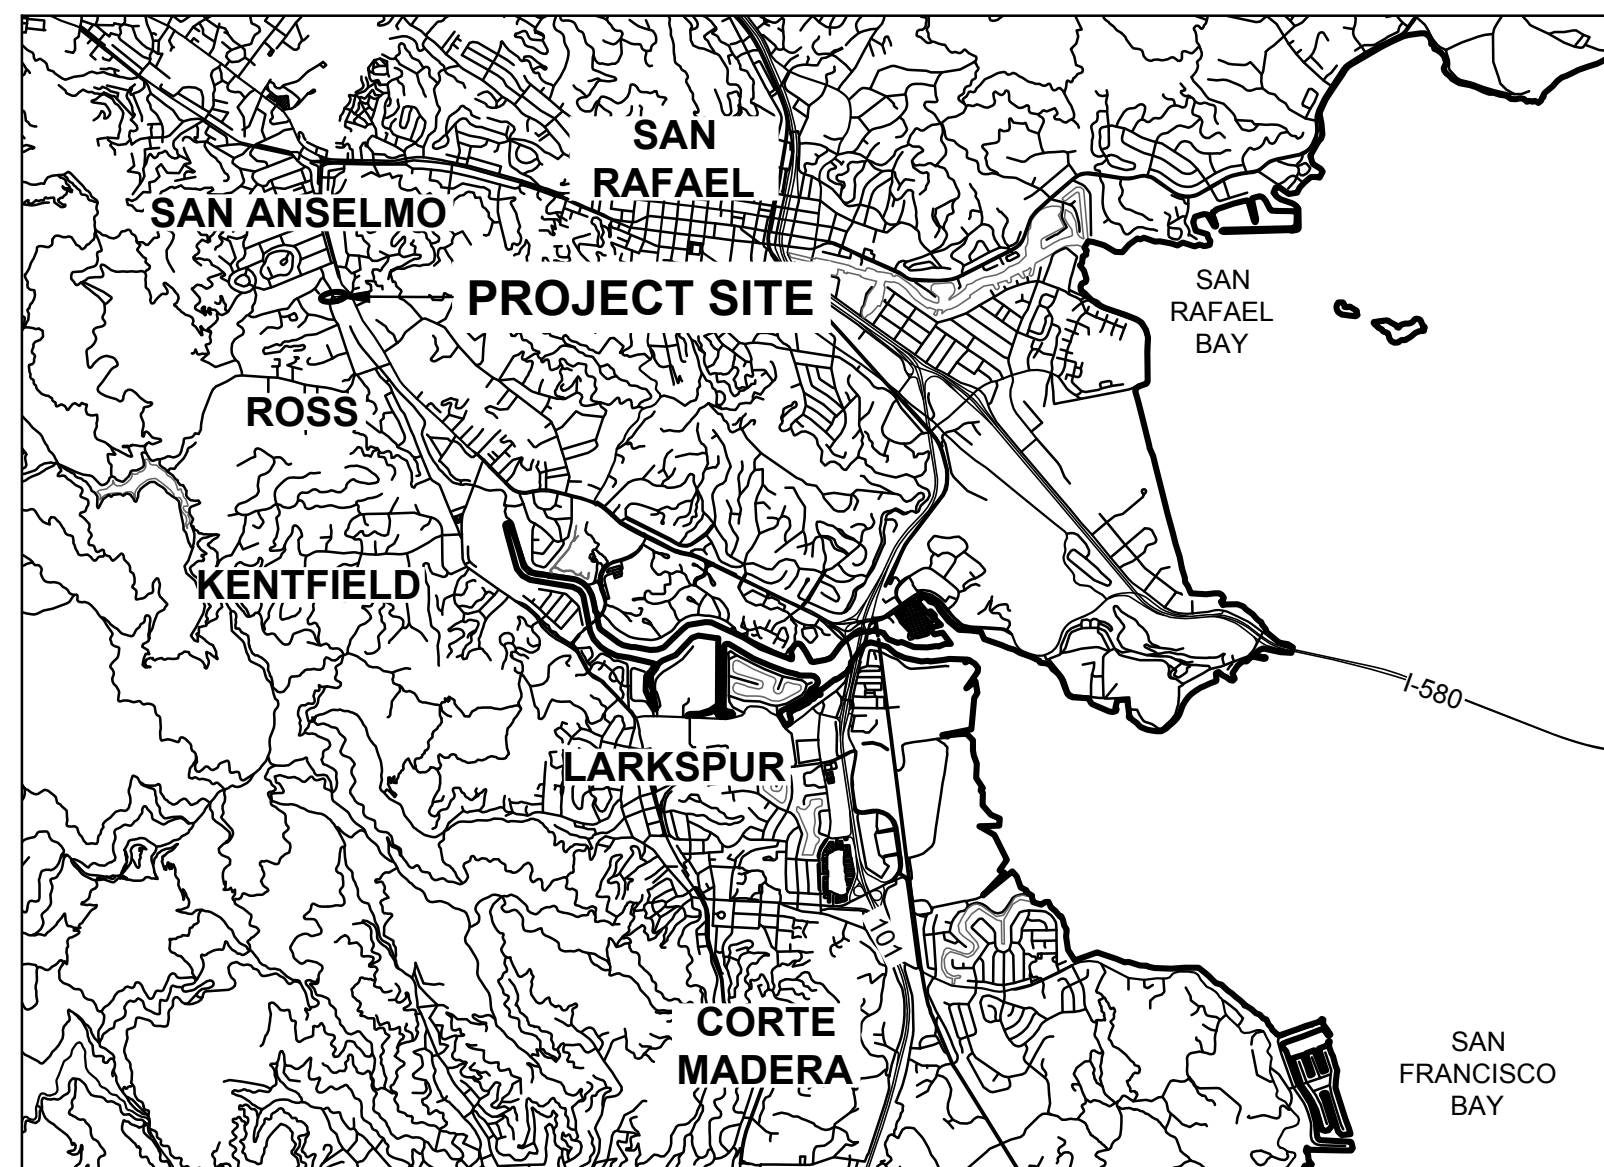 SAN
RAFAEL
SAN ANSELMO
PROJECT SITE
SAN
RAFAEL
BAY
ROSS
KENTFIELD
I-580
LARKSPUR
101
CORTE
MADERA
SAN
FRANCISCO
BAY